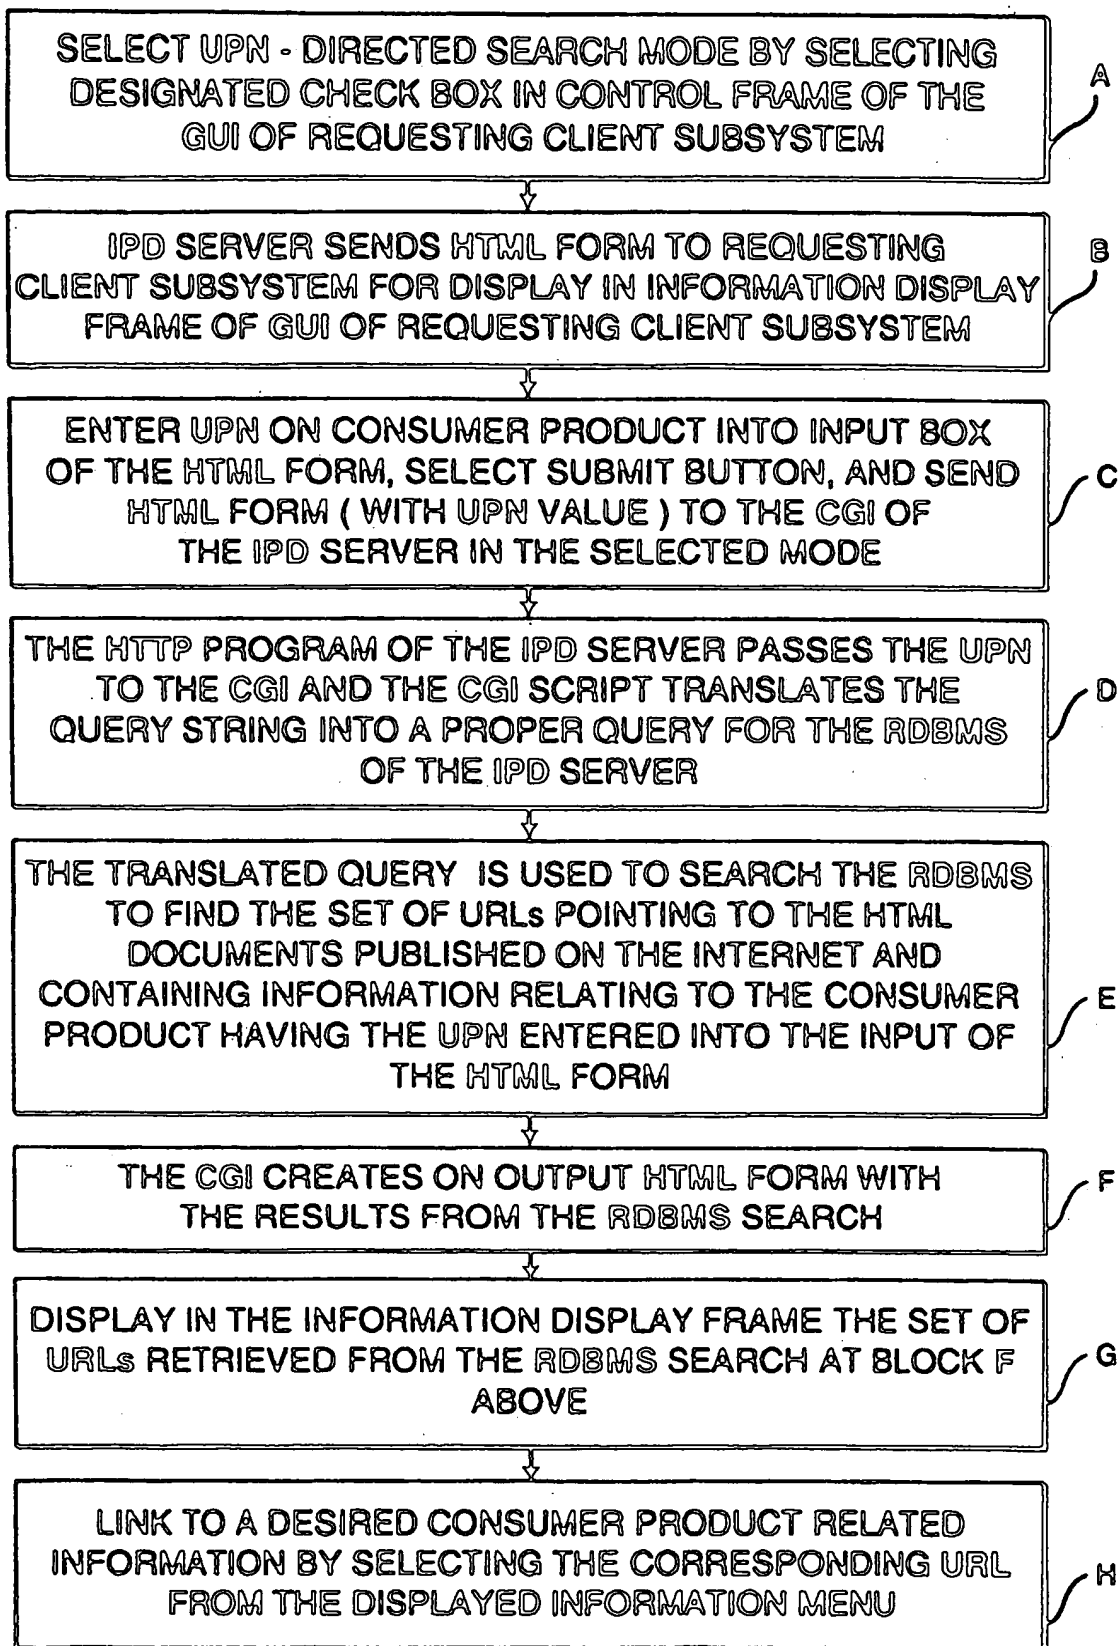 SELECT UPN - DIRECTED SEARCH MODE BY SELECTING
DESIGNATED CHECK BOX IN CONTROL FRAME OF THE
GUI OF REQUESTING CLIENT SUBSYSTEM
A
IPD SERVER SENDS HTML FORM TO REQUESTING
CLIENT SUBSYSTEM FOR DISPLAY IN INFORMATION DISPLAY
FRAME OF GUI OF REQUESTING CLIENT SUBSYSTEM
B
ENTER UPN ON CONSUMER PRODUCT INTO INPUT BOX
OF THE HTML FORM, SELECT SUBMIT BUTTON, AND SEND
HTML FORM ( WITH UPN VALUE ) TO THE CGI OF
THE IPD SERVER IN THE SELECTED MODE
C
THE HTTP PROGRAM OF THE IPD SERVER PASSES THE UPN
TO THE CGI AND THE CGI SCRIPT TRANSLATES THE
QUERY STRING INTO A PROPER QUERY FOR THE RDBMS
OF THE IPD SERVER
D
THE TRANSLATED QUERY IS USED TO SEARCH THE RDBMS
TO FIND THE SET OF URLs POINTING TO THE HTML
DOCUMENTS PUBLISHED ON THE INTERNET AND
CONTAINING INFORMATION RELATING TO THE CONSUMER
PRODUCT HAVING THE UPN ENTERED INTO THE INPUT OF
THE HTML FORM
E
THE CGI CREATES ON OUTPUT HTML FORM WITH
THE RESULTS FROM THE RDBMS SEARCH
F
DISPLAY IN THE INFORMATION DISPLAY FRAME THE SET OF
URLs RETRIEVED FROM THE RDBMS SEARCH AT BLOCK F
ABOVE
G
LINK TO A DESIRED CONSUMER PRODUCT RELATED
INFORMATION BY SELECTING THE CORRESPONDING URL
FROM THE DISPLAYED INFORMATION MENU
H